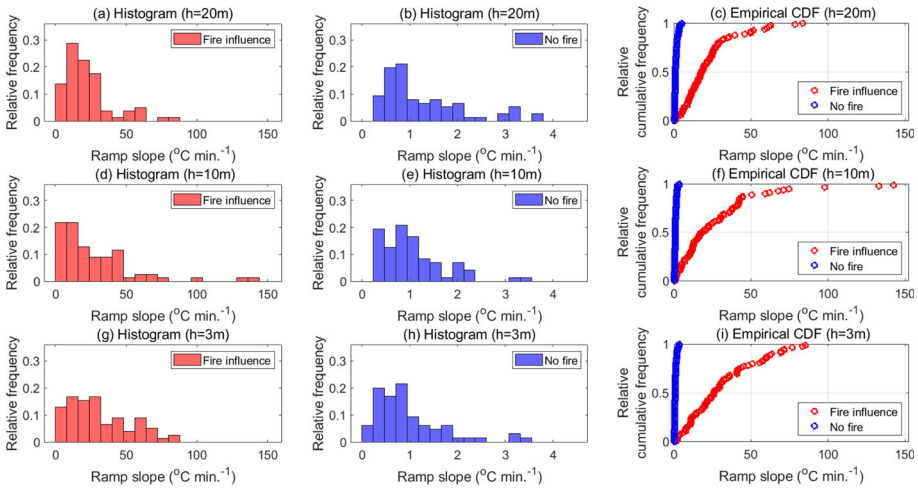 (a) Histogram (h=20m)
Relative frequency
0.3
0.2
0.1
0
Fire influence
0 50 100 150
Ramp slope (°C min.⁻¹)
(b) Histogram (h=20m)
Relative frequency
0.3
0.2
0.1
0
No fire
0 1 2 3 4
Ramp slope (°C min.⁻¹)
(c) Empirical CDF (h=20m)
Relative
cumulative frequency
1
0.5
0
Fire influence
No fire
0 50 100 150
Ramp slope (°C min.⁻¹)
(d) Histogram (h=10m)
Relative frequency
0.3
0.2
0.1
0
Fire influence
0 50 100 150
Ramp slope (°C min.⁻¹)
(e) Histogram (h=10m)
Relative frequency
0.3
0.2
0.1
0
No fire
0 1 2 3 4
Ramp slope (°C min.⁻¹)
(f) Empirical CDF (h=10m)
Relative
cumulative frequency
1
0.5
0
Fire influence
No fire
0 50 100 150
Ramp slope (°C min.⁻¹)
(g) Histogram (h=3m)
Relative frequency
0.3
0.2
0.1
0
Fire influence
0 50 100 150
Ramp slope (°C min.⁻¹)
(h) Histogram (h=3m)
Relative frequency
0.3
0.2
0.1
0
No fire
0 2 4
Ramp slope (°C min.⁻¹)
(i) Empirical CDF (h=3m)
Relative
cumulative frequency
1
0.5
0
Fire influence
No fire
0 50 100 150
Ramp slope (°C min.⁻¹)